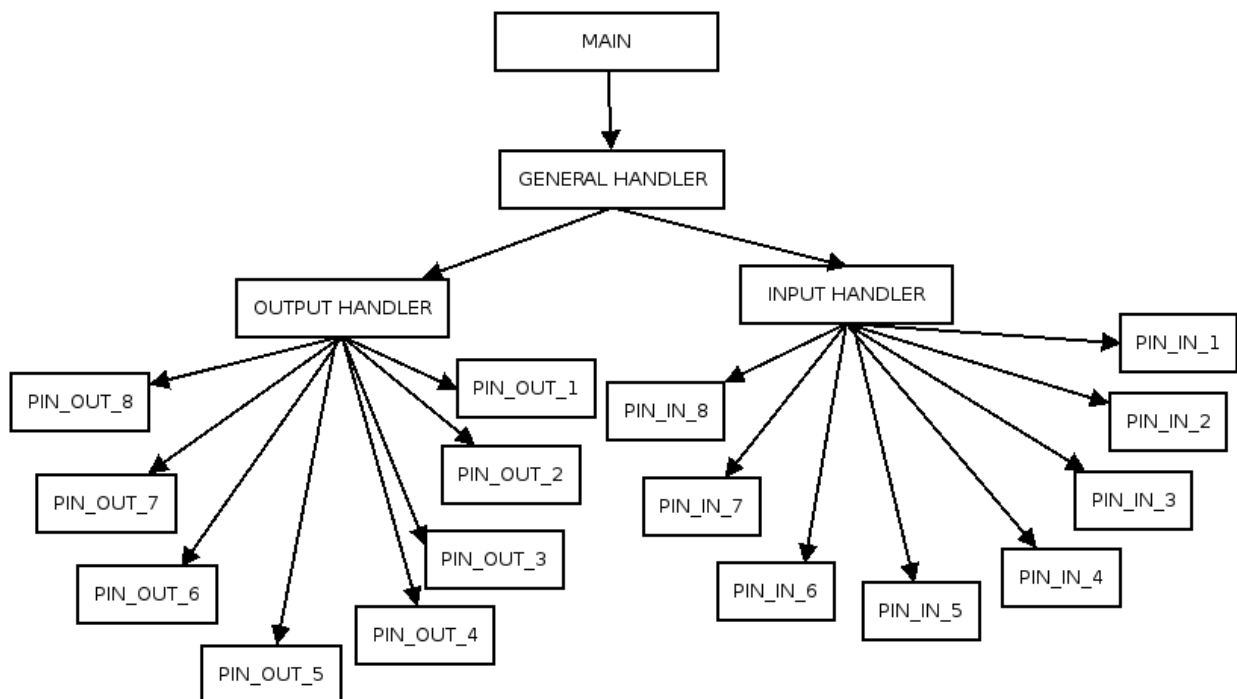 MAIN
GENERAL HANDLER
OUTPUT HANDLER
INPUT HANDLER
PIN_OUT_8
PIN_OUT_7
PIN_OUT_6
PIN_OUT_5
PIN_OUT_4
PIN_OUT_3
PIN_OUT_2
PIN_OUT_1
PIN_IN_8
PIN_IN_7
PIN_IN_6
PIN_IN_5
PIN_IN_4
PIN_IN_3
PIN_IN_2
PIN_IN_1